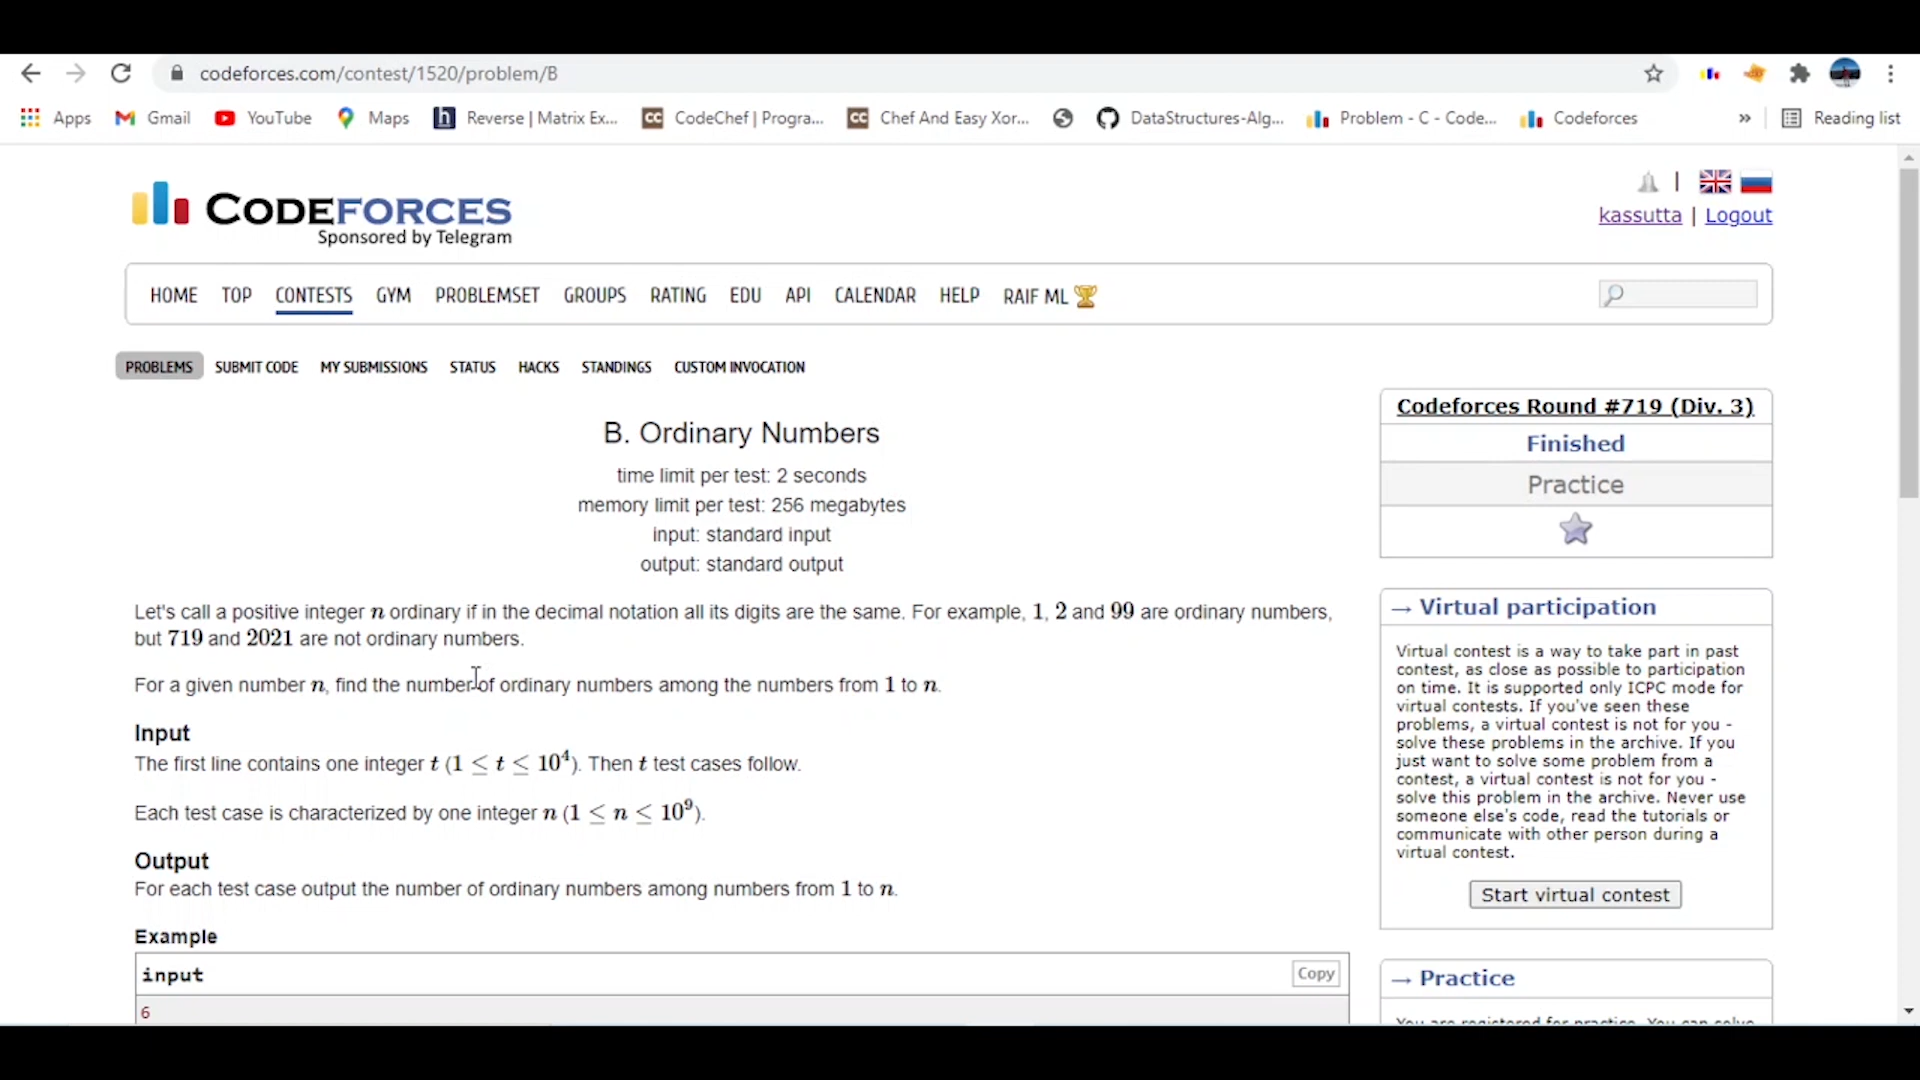 codeforces.com/contest/1520/problem/B
Apps Gmail YouTube Maps Reverse | Matrix Ex... CodeChef | Progra... Chef And Easy Xor... DataStructures-Alg... Problem - C - Code... Codeforces » Reading list
CODEFORCES
Sponsored by Telegram
kassutta | Logout
HOME TOP CONTESTS GYM PROBLEMSET GROUPS RATING EDU API CALENDAR HELP RAIF ML
PROBLEMS SUBMIT CODE MY SUBMISSIONS STATUS HACKS STANDINGS CUSTOM INVOCATION
B. Ordinary Numbers
time limit per test: 2 seconds
memory limit per test: 256 megabytes
input: standard input
output: standard output
Let's call a positive integer n ordinary if in the decimal notation all its digits are the same. For example, 1, 2 and 99 are ordinary numbers,
but 719 and 2021 are not ordinary numbers.
For a given number n, find the number of ordinary numbers among the numbers from 1 to n.
Input
The first line contains one integer t (1 ≤ t ≤ 10⁴). Then t test cases follow.
Each test case is characterized by one integer n (1 ≤ n ≤ 10⁹).
Output
For each test case output the number of ordinary numbers among numbers from 1 to n.
Example
input
Copy
6
Codeforces Round #719 (Div. 3)
Finished
Practice
→ Virtual participation
Virtual contest is a way to take part in past
contest, as close as possible to participation
on time. It is supported only ICPC mode for
virtual contests. If you've seen these
problems, a virtual contest is not for you -
solve these problems in the archive. If you
just want to solve some problem from a
contest, a virtual contest is not for you -
solve this problem in the archive. Never use
someone else's code, read the tutorials or
communicate with other person during a
virtual contest.
Start virtual contest
→ Practice
You are registered for practice. You can solve